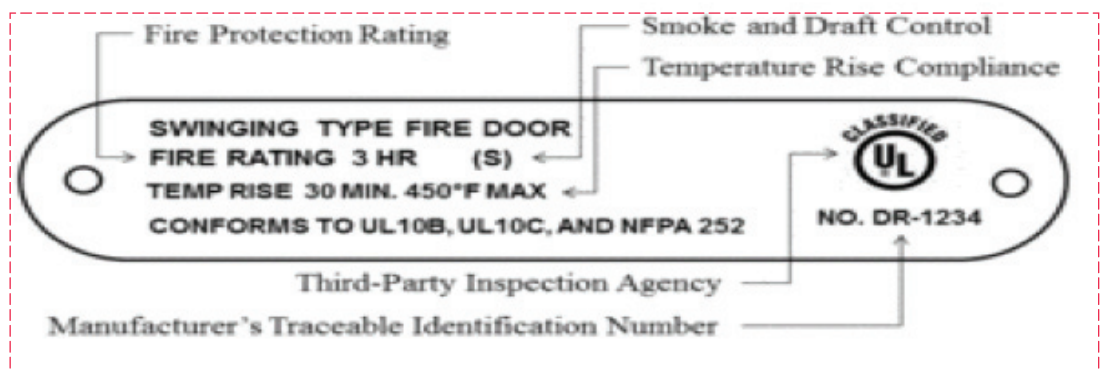 Fire Protection Rating
Smoke and Draft Control
Temperature Rise Compliance
SWINGING TYPE FIRE DOOR
FIRE RATING 3 HR (S)
TEMP RISE 30 MIN. 450°F MAX
CONFORMS TO UL10B, UL10C, AND NFPA 252
CLASSIFIED
UL
NO. DR-1234
Third-Party Inspection Agency
Manufacturer's Traceable Identification Number